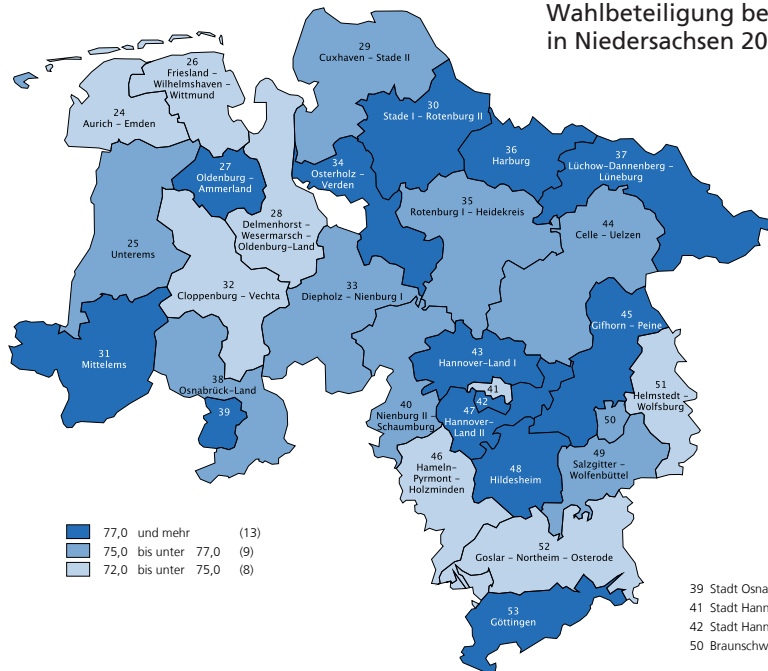 Wahlbeteiligung be
in Niedersachsen 20
29
Cuxhaven – Stade II
26
Friesland –
Wilhelmshaven –
Wittmund
24
Aurich – Emden
30
Stade I – Rotenburg II
36
Harburg
37
Lüchow-Dannenberg –
Lüneburg
27
Oldenburg –
Ammerland
34
Osterholz –
Verden
35
Rotenburg I – Heidekreis
28
Delmenhorst –
Wesermarsch –
Oldenburg-Land
44
Celle – Uelzen
25
Unterems
32
Cloppenburg – Vechta
33
Diepholz – Nienburg I
45
Gifhorn – Peine
31
Mittelems
43
Hannover-Land I
38
Osnabrück-Land
39
41
42
51
Helmstedt –
Wolfsburg
40
Nienburg II –
Schaumburg
47
Hannover-
Land II
50
49
Salzgitter –
Wolfenbüttel
46
Hameln-
Pyrmont –
Holzminden
48
Hildesheim
52
Goslar – Northeim – Osterode
53
Göttingen
77,0 und mehr (13)
75,0 bis unter 77,0 (9)
72,0 bis unter 75,0 (8)
39 Stadt Osna
41 Stadt Hann
42 Stadt Hann
50 Braunschw